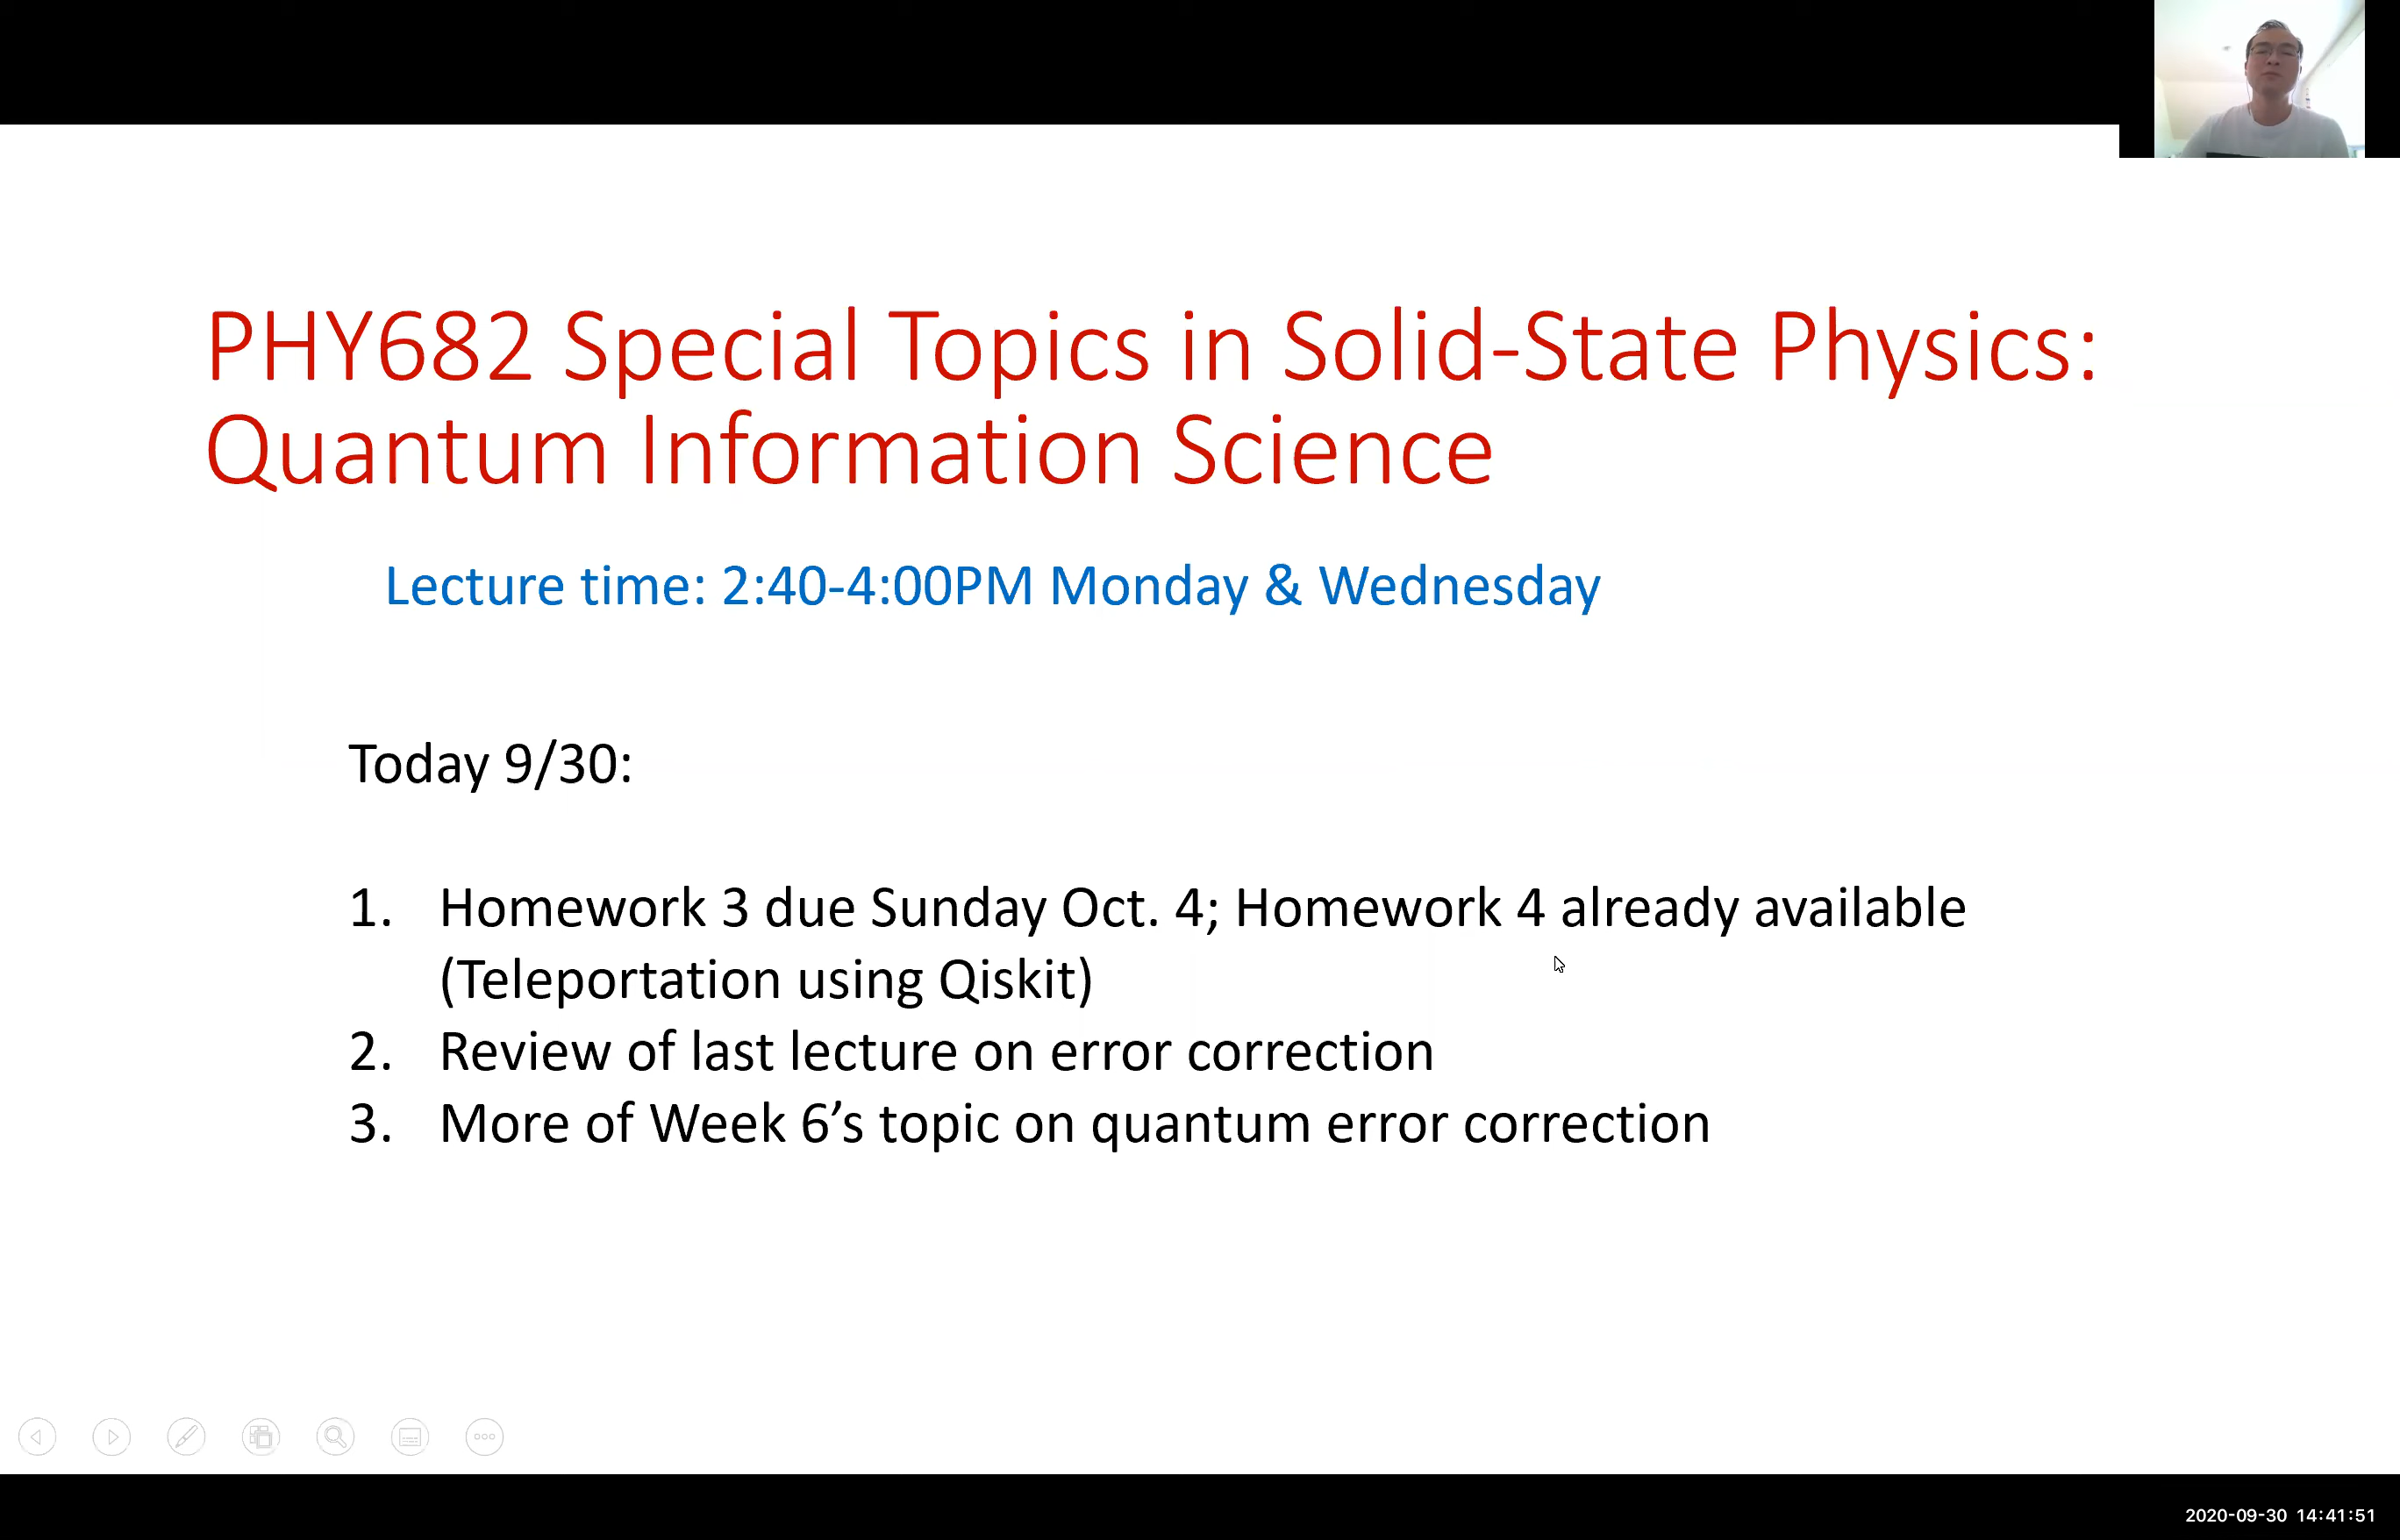 PHY682 Special Topics in Solid-State Physics:
Quantum Information Science
Lecture time: 2:40-4:00PM Monday & Wednesday
Today 9/30:
1. Homework 3 due Sunday Oct. 4; Homework 4 already available
(Teleportation using Qiskit)
2. Review of last lecture on error correction
3. More of Week 6’s topic on quantum error correction
2020-09-30 14:41:51